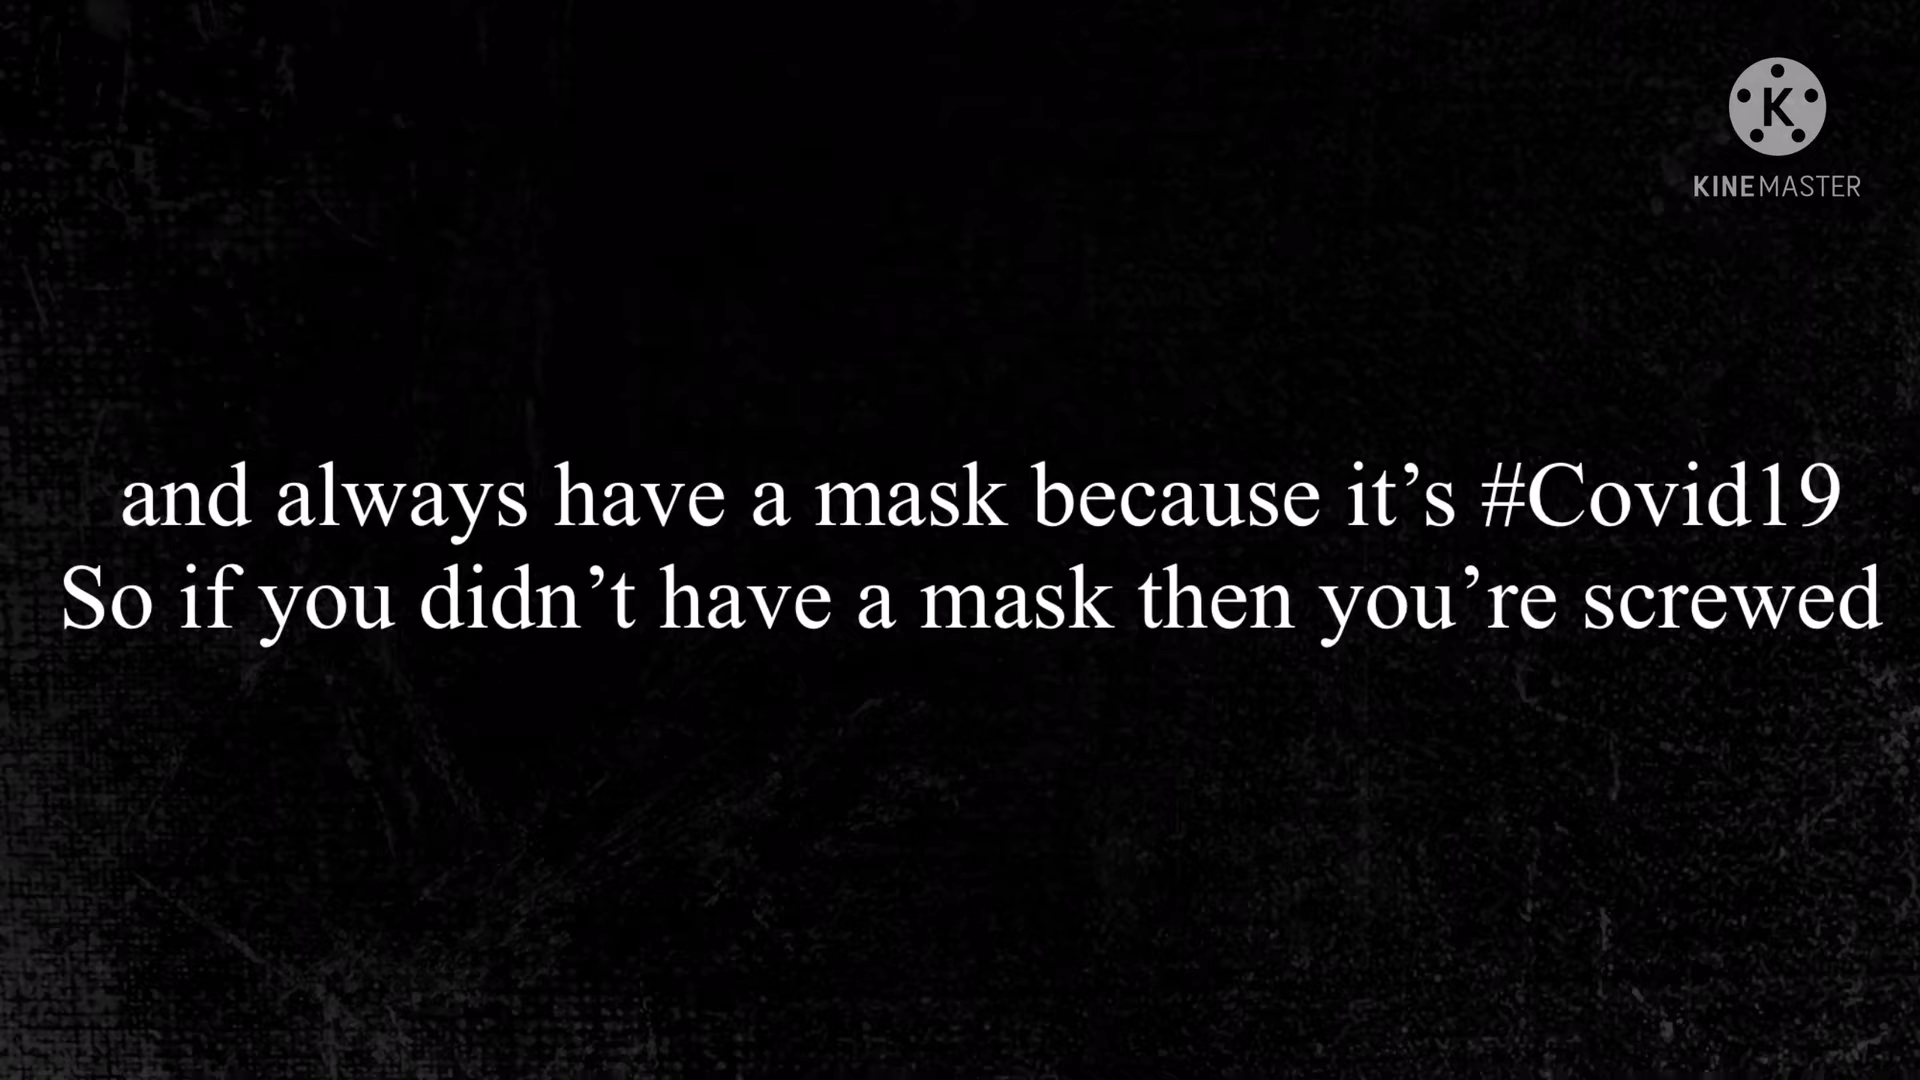 K
KINEMASTER
and always have a mask because it’s #Covid19
So if you didn’t have a mask then you’re screwed